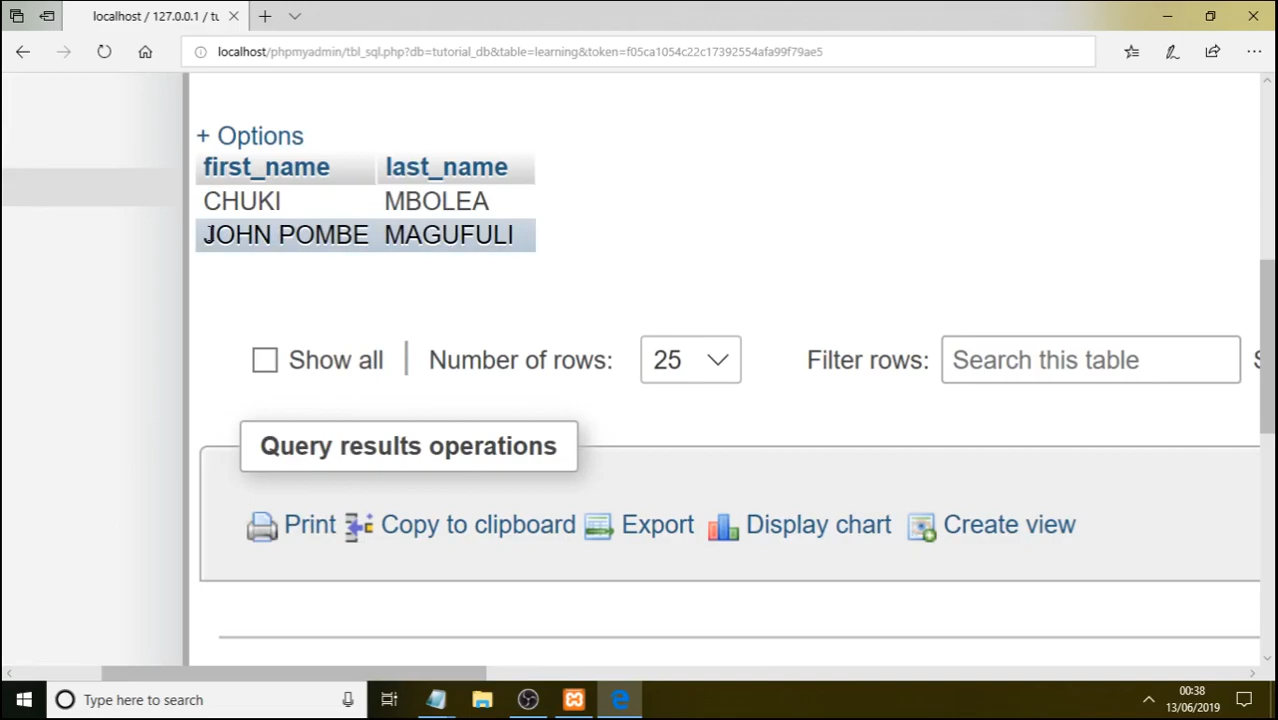 localhost / 127.0.0.1 / tu
localhost/phpmyadmin/tbl_sql.php?db=tutorial_db&table=learning&token=f05ca1054c22c17392554afa99f79ae5
+ Options
first_name last_name
CHUKI MBOLEA
JOHN POMBE MAGUFULI
Show all Number of rows: 25 Filter rows: Search this table
Query results operations
Print Copy to clipboard Export Display chart Create view
Type here to search
00:38
13/06/2019